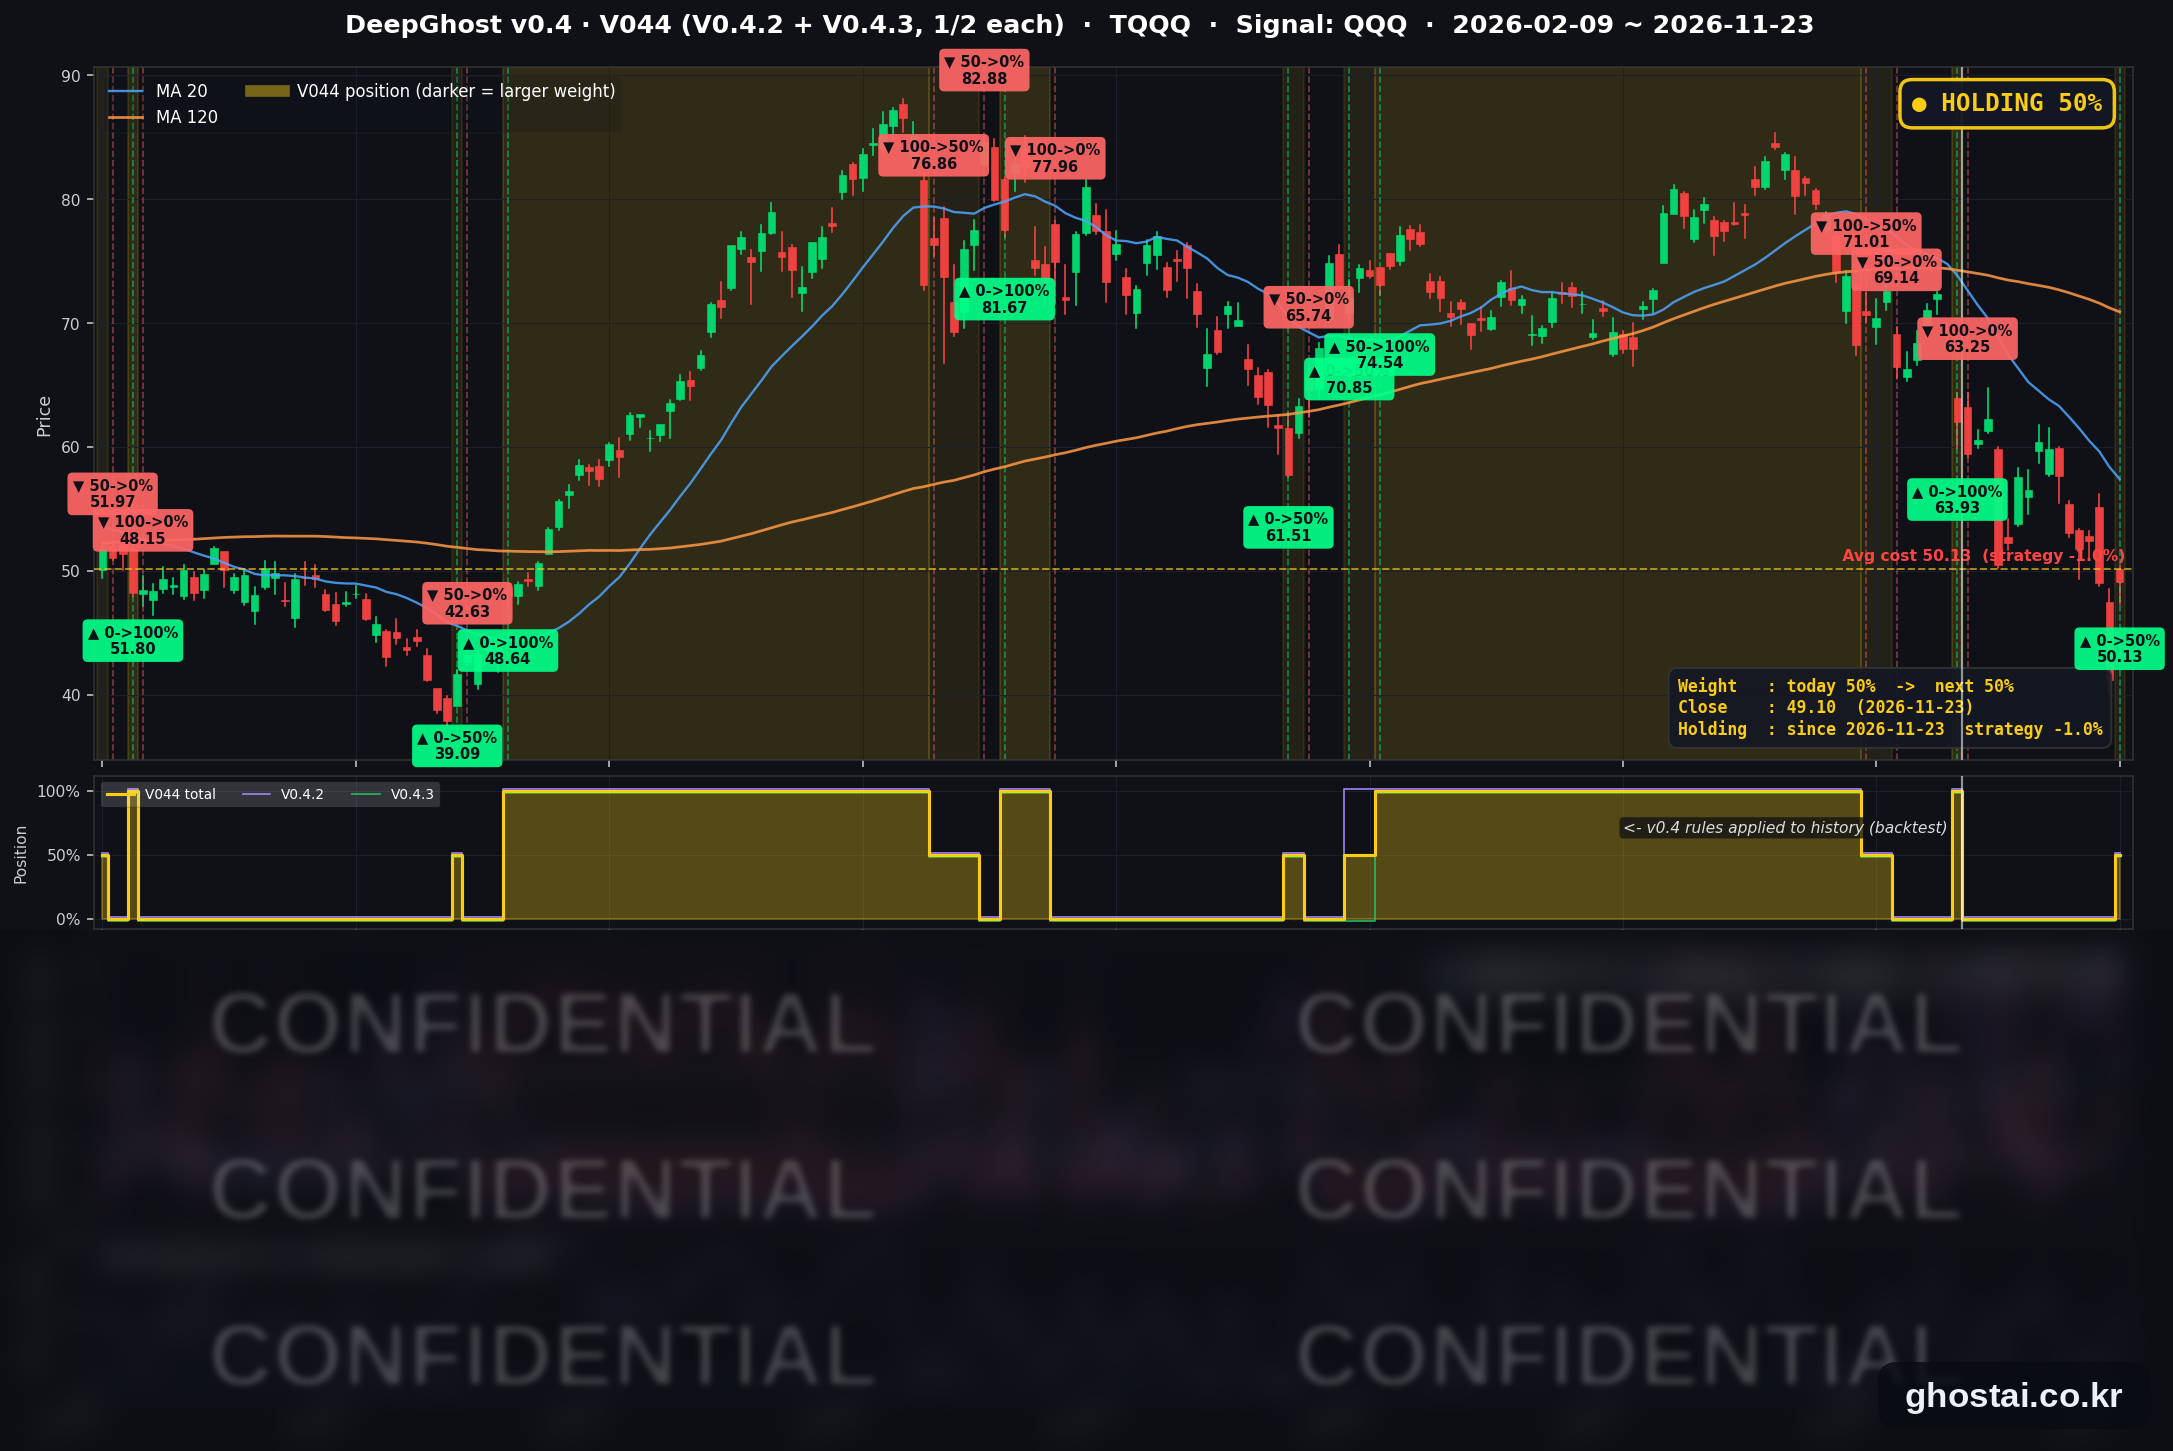 DeepGhost v0.4 · V044 (V0.4.2 + V0.4.3, 1/2 each) · TQQQ · Signal: QQQ · 2026-02-09 ~ 2026-11-23
MA 20
MA 120
V044 position (darker = larger weight)
● HOLDING 50%
Price
90
80
70
60
50
40
▼ 50->0%
51.97
▼ 100->0%
48.15
▲ 0->100%
51.80
▼ 50->0%
42.63
▲ 0->100%
48.64
▲ 0->50%
39.09
▼ 50->0%
82.88
▼ 100->50%
76.86
▼ 100->0%
77.96
▲ 0->100%
81.67
▼ 50->0%
65.74
▲ 50->100%
74.54
▲
70.85
▲ 0->50%
61.51
▼ 100->50%
71.01
▼ 50->0%
69.14
▼ 100->0%
63.25
▲ 0->100%
63.93
Avg cost 50.13 (strategy -1.0%)
▲ 0->50%
50.13
Weight : today 50% -> next 50%
Close : 49.10 (2026-11-23)
Holding : since 2026-11-23 strategy -1.0%
Position
100%
50%
0%
V044 total
V0.4.2
V0.4.3
<- v0.4 rules applied to history (backtest)
CONFIDENTIAL CONFIDENTIAL
CONFIDENTIAL CONFIDENTIAL
CONFIDENTIAL CONFIDENTIAL
ghostai.co.kr